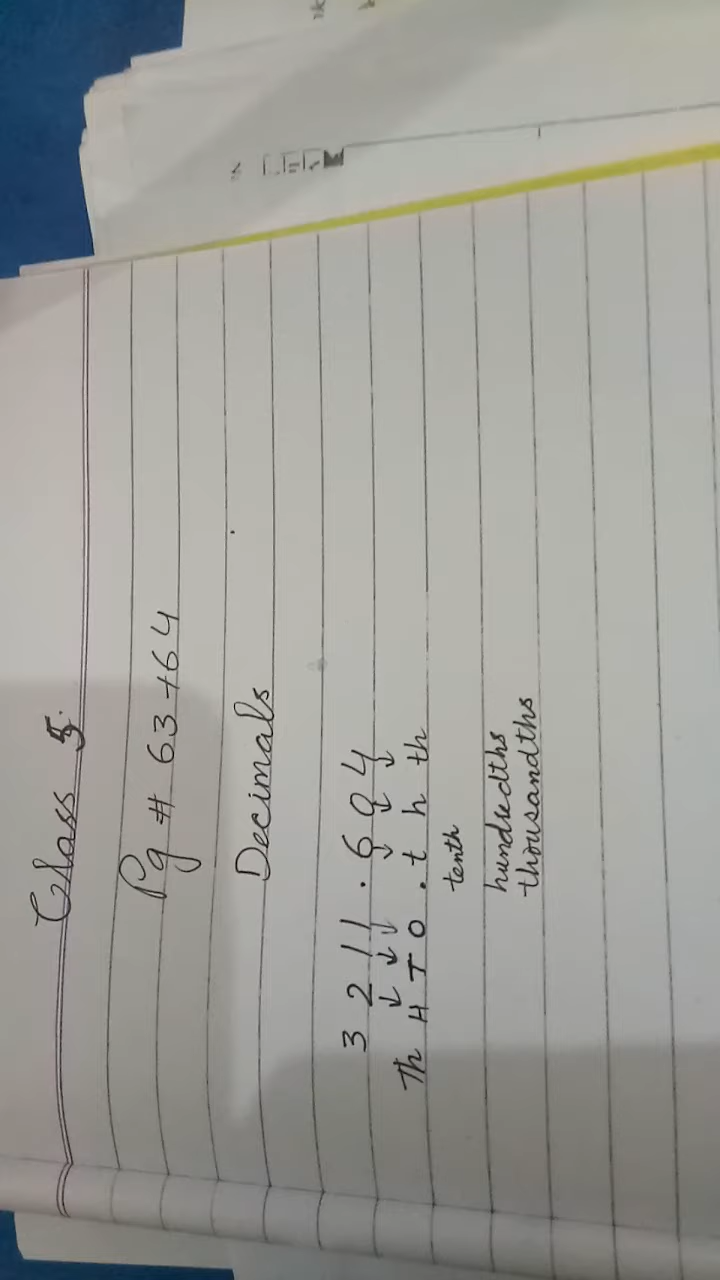 Class 5.
Pg # 63 + 64
Decimals
3 2 1 1 . 6 0 4
↓ ↓ ↓ ↓ ↓ ↓
Th H T O . t h th
tenth
hundredths
thousandths